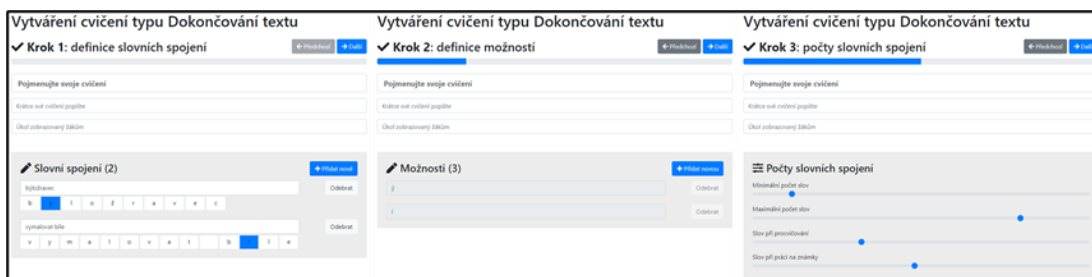 Vytváření cvičení typu Dokončování textu
✔ Krok 1: definice slovních spojení
← Předchozí → Další
Pojmenujte svoje cvičení
Krátce své cvičení popište
Úkol zobrazovaný žákům
Slovní spojení (2)
+ Přidat nové
býložravec
Odebrat
b ý l o ž r a v e c
vymalovat bíle
Odebrat
v y m a l o v a t b í l e
Vytváření cvičení typu Dokončování textu
✔ Krok 2: definice možností
← Předchozí → Další
Pojmenujte svoje cvičení
Krátce své cvičení popište
Úkol zobrazovaný žákům
Možnosti (3)
+ Přidat novou
ý
Odebrat
í
Odebrat
Vytváření cvičení typu Dokončování textu
✔ Krok 3: počty slovních spojení
← Předchozí → Další
Pojmenujte svoje cvičení
Krátce své cvičení popište
Úkol zobrazovaný žákům
Počty slovních spojení
Minimální počet slov
Maximální počet slov
Slov při procvičování
Slov při práci na známky